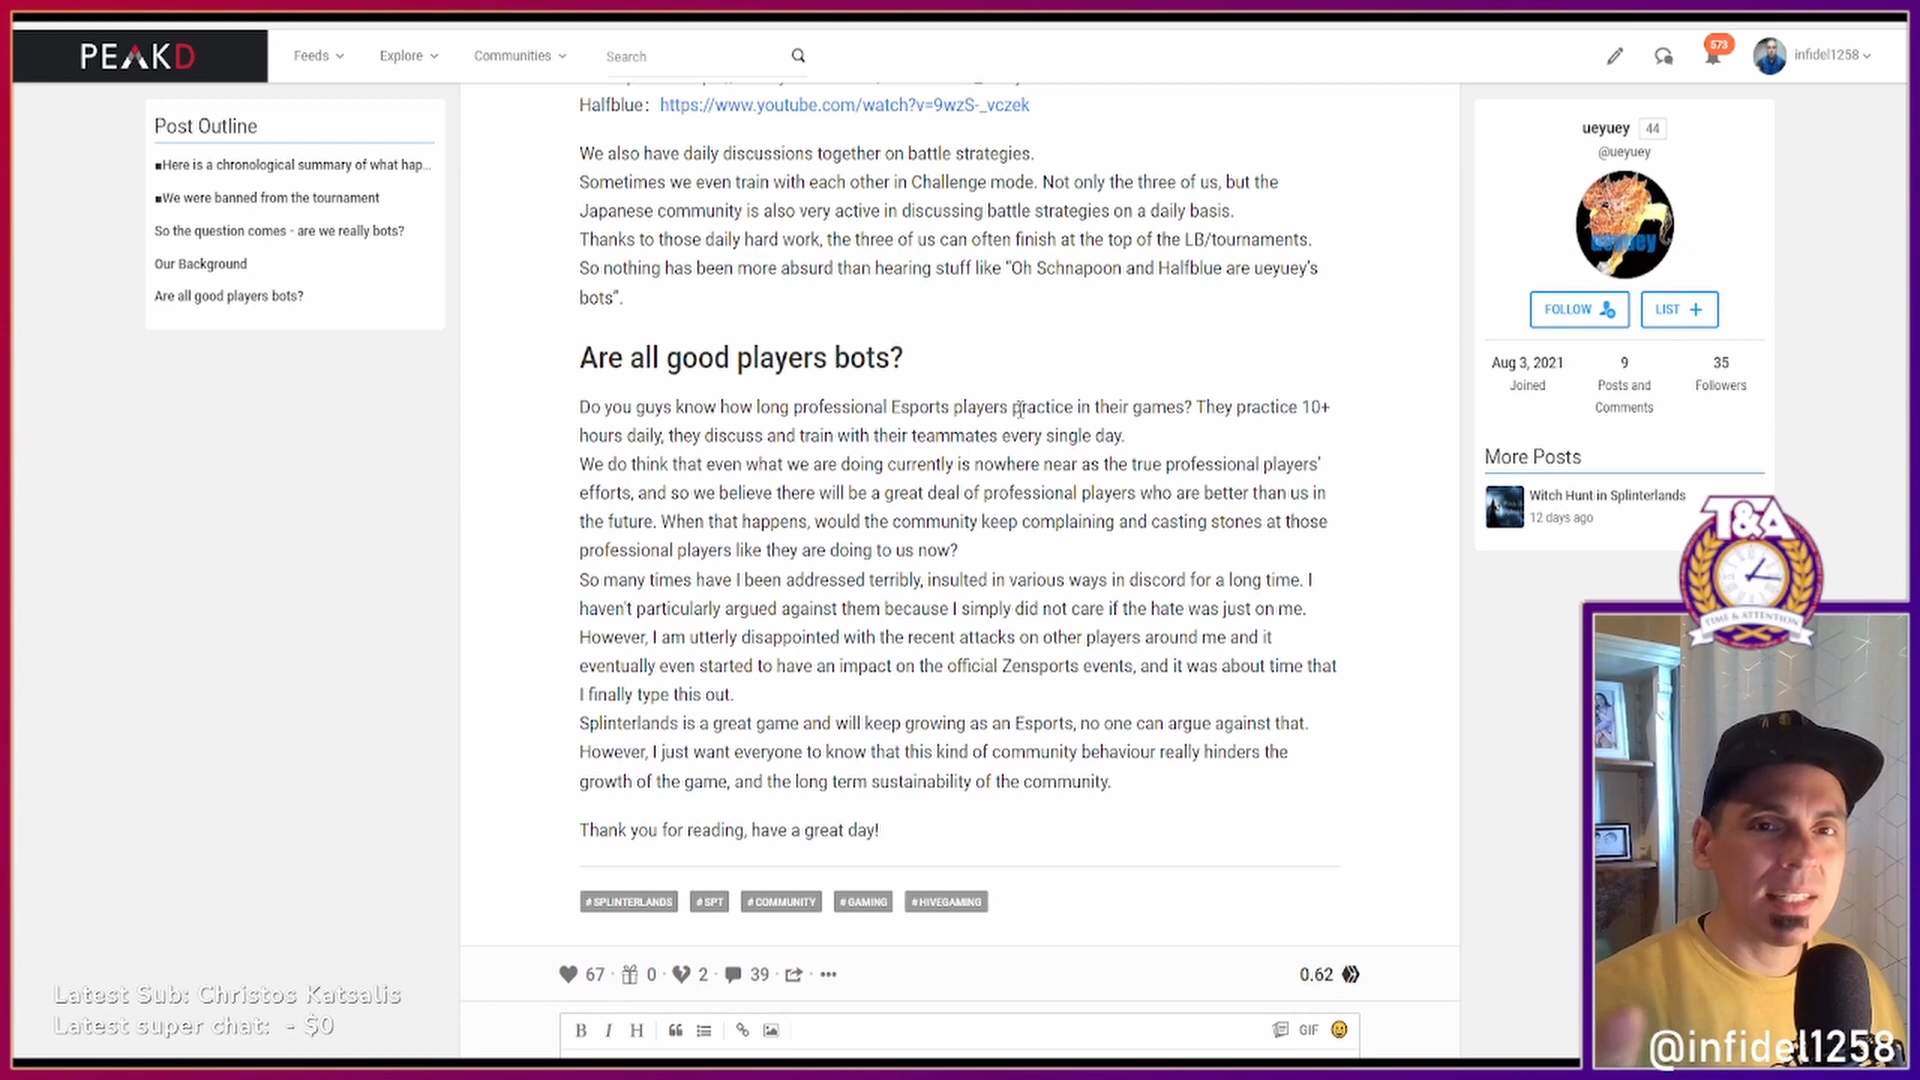 PEAKD
Feeds
Explore
Communities
Search
573
infidel1258
Post Outline
■Here is a chronological summary of what hap...
■We were banned from the tournament
So the question comes - are we really bots?
Our Background
Are all good players bots?
Halfblue: https://www.youtube.com/watch?v=9wzS-_vczek
We also have daily discussions together on battle strategies.
Sometimes we even train with each other in Challenge mode. Not only the three of us, but the
Japanese community is also very active in discussing battle strategies on a daily basis.
Thanks to those daily hard work, the three of us can often finish at the top of the LB/tournaments.
So nothing has been more absurd than hearing stuff like “Oh Schnapoon and Halfblue are ueyuey’s
bots”.
Are all good players bots?
Do you guys know how long professional Esports players practice in their games? They practice 10+
hours daily, they discuss and train with their teammates every single day.
We do think that even what we are doing currently is nowhere near as the true professional players’
efforts, and so we believe there will be a great deal of professional players who are better than us in
the future. When that happens, would the community keep complaining and casting stones at those
professional players like they are doing to us now?
So many times have I been addressed terribly, insulted in various ways in discord for a long time. I
haven't particularly argued against them because I simply did not care if the hate was just on me.
However, I am utterly disappointed with the recent attacks on other players around me and it
eventually even started to have an impact on the official Zensports events, and it was about time that
I finally type this out.
Splinterlands is a great game and will keep growing as an Esports, no one can argue against that.
However, I just want everyone to know that this kind of community behaviour really hinders the
growth of the game, and the long term sustainability of the community.
Thank you for reading, have a great day!
# SPLINTERLANDS # SPT # COMMUNITY # GAMING # HIVEGAMING
67 · 0 · 2 · 39 · · •••
0.62
B I H
GIF
ueyuey 44
@ueyuey
ueyuey
FOLLOW
LIST +
Aug 3, 2021 9 35
Joined Posts and Followers
Comments
More Posts
Witch Hunt in Splinterlands
12 days ago
T&A
TIME & ATTENTION
Latest Sub: Christos Katsalis
Latest super chat: - $0
@infidel1258